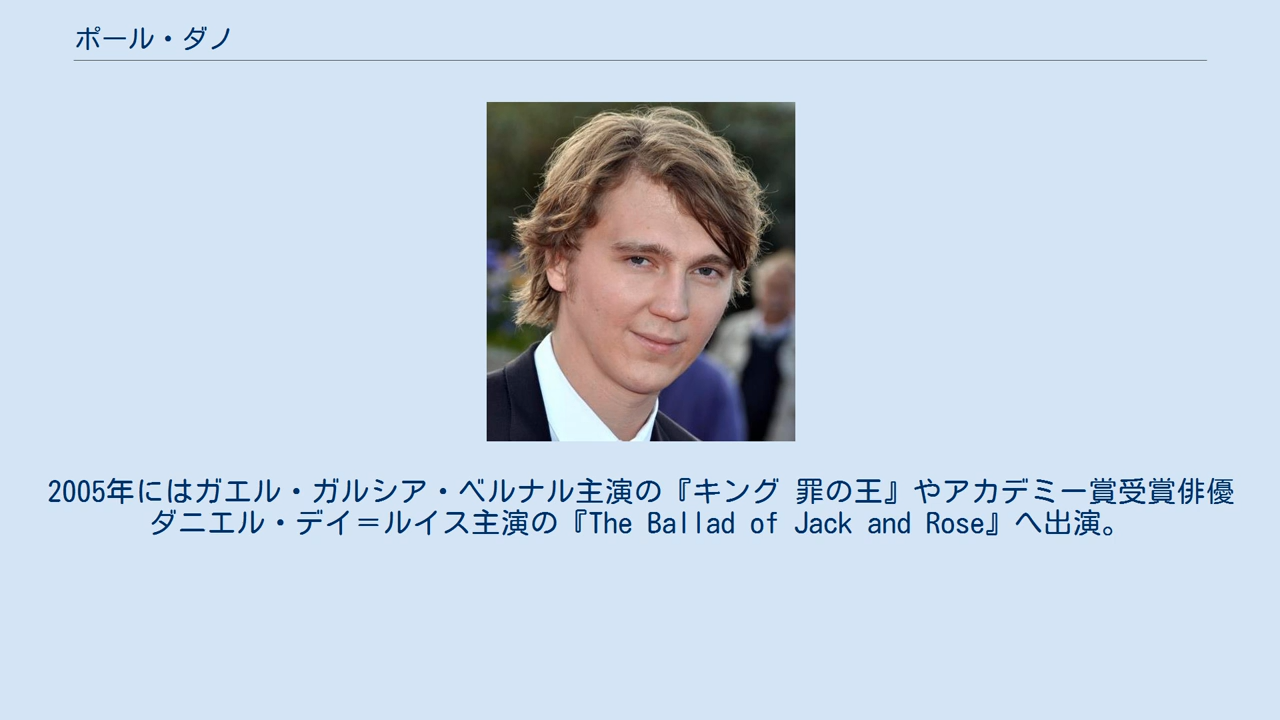 ポール・ダノ
2005年にはガエル・ガルシア・ベルナル主演の『キング 罪の王』やアカデミー賞受賞俳優
ダニエル・デイ＝ルイス主演の『The Ballad of Jack and Rose』へ出演。